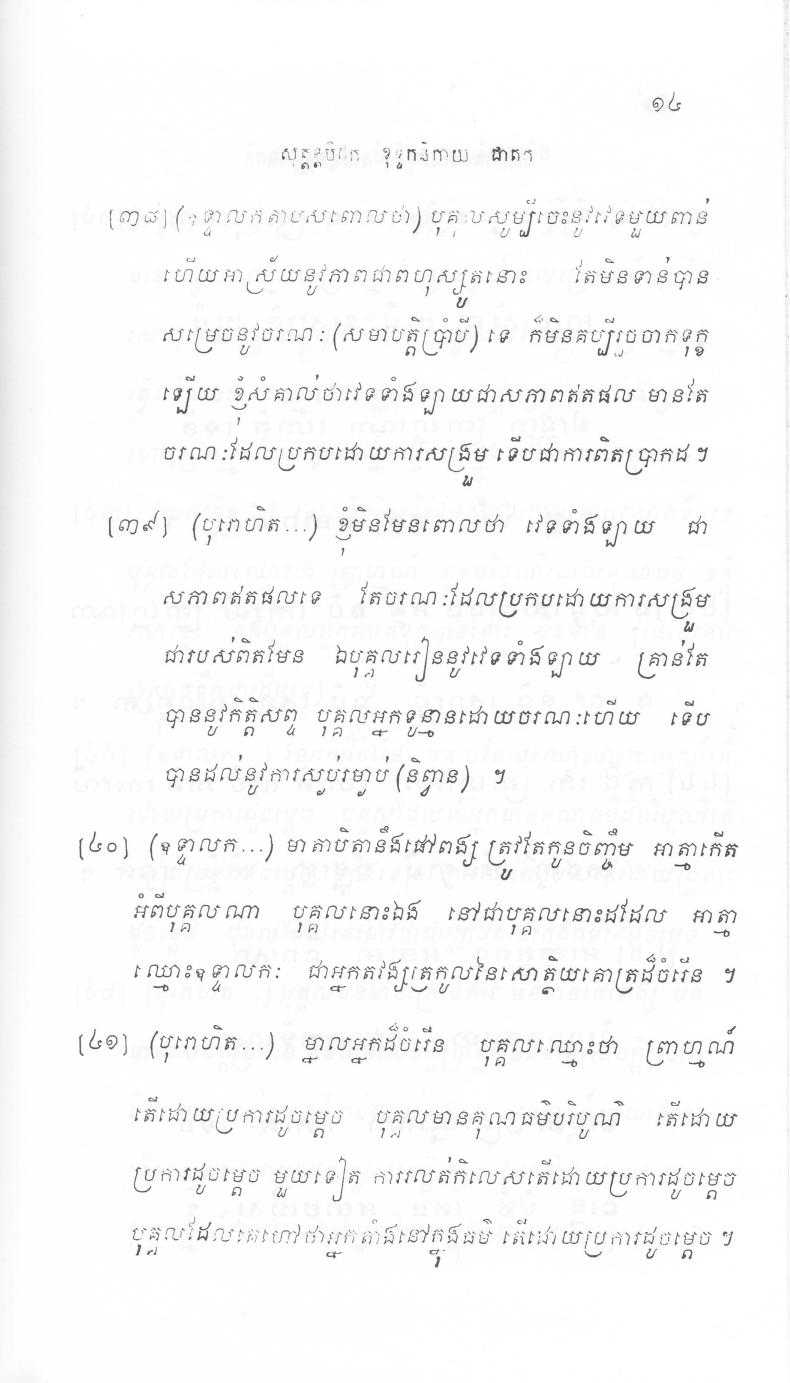 ១៤
សុត្តន្តបិដក ខុទ្ទកនិកាយ ជាតក
[៣៨] (ឧទ្ទាលកតាបសពោលថា) បុគ្គលសូម្បីចេះនូវវេទមួយពាន់
ហើយអាស្រ័យនូវភាពជាពហុស្សូតនោះ តែមិនទាន់បាន
សម្រេចនូវចរណៈ (សមាបត្តិប្រាំបី) ទេ ក៏មិនគប្បីរួចចាកទុក្ខ
ឡើយ ខ្ញុំសំគាល់ថាវេទទាំងឡាយជាសភាពឥតផល មានតែ
ចរណៈដែលប្រកបដោយការសង្រួម ទើបជាការពិតប្រាកដ ។
[៣៩] (បុរោហិត...) ខ្ញុំមិនមែនពោលថា វេទទាំងឡាយ ជា
សភាពឥតផលទេ តែចរណៈដែលប្រកបដោយការសង្រួម
ជារបស់ពិតមែន ឯបុគ្គលរៀននូវវេទទាំងឡាយ គ្រាន់តែ
បាននូវកិត្តិសព្ទ បុគ្គលអ្នកទូន្មានដោយចរណៈហើយ ទើប
បានដល់នូវការស្ងប់រម្ងាប់ (និព្វាន) ។
[៤០] (ឧទ្ទាលក...) មាតាបិតានឹងផៅពង្ស ត្រូវតែកូនចិញ្ចឹម អាត្មាកើត
អំពីបុគ្គលណា បុគ្គលនោះឯង នៅជាបុគ្គលនោះដដែល អាត្មា
ឈ្មោះឧទ្ទាលកៈ ជាអ្នកតវង្សត្រកូលនៃសោត្តិយគោត្រដ៏ចំរើន ។
[៤១] (បុរោហិត...) ម្នាលអ្នកដ៏ចំរើន បុគ្គលឈ្មោះថា ព្រាហ្មណ៍
តើដោយប្រការដូចម្តេច បុគ្គលមានគុណធម៌បរិបូណ៌ តើដោយ
ប្រការដូចម្តេច មួយទៀត ការរលត់កិលេសតើដោយប្រការដូចម្តេច
បុគ្គលដែលគេហៅថាអ្នកតាំងនៅក្នុងធម៌ តើដោយប្រការដូចម្តេច ។